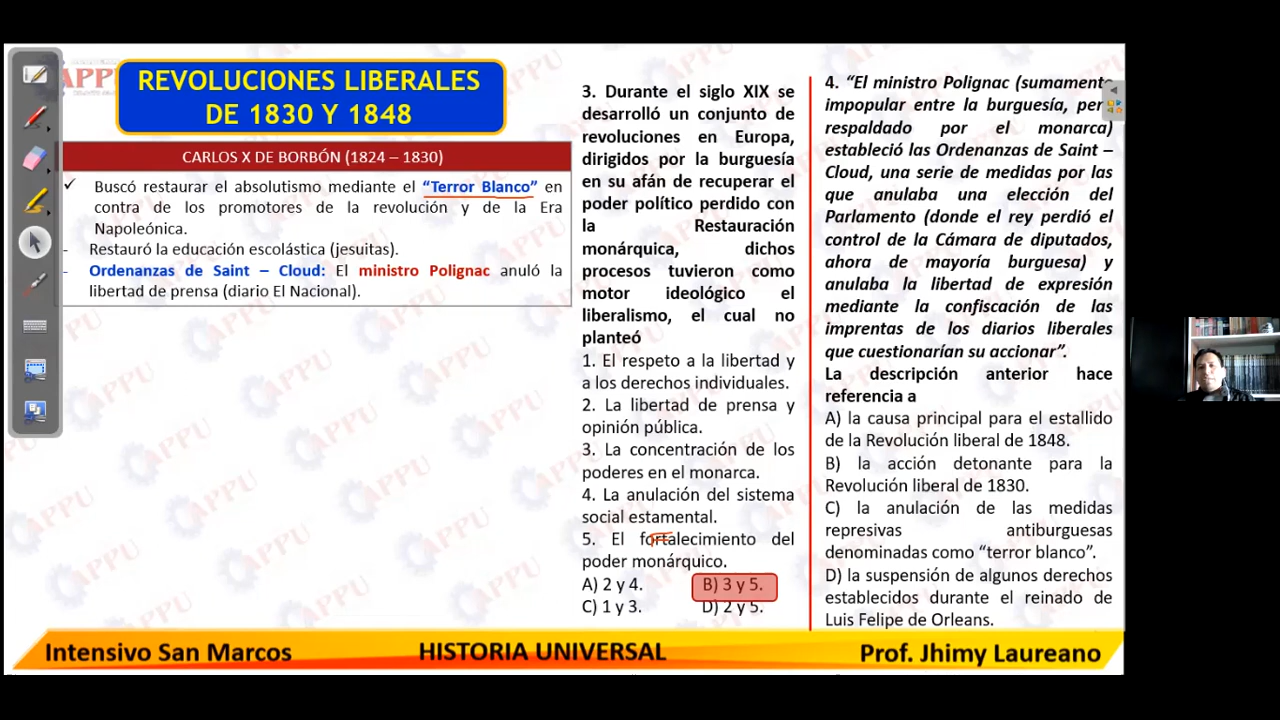 REVOLUCIONES LIBERALES
DE 1830 Y 1848
CARLOS X DE BORBÓN (1824 – 1830)
✓ Buscó restaurar el absolutismo mediante el “Terror Blanco” en
contra de los promotores de la revolución y de la Era
Napoleónica.
- Restauró la educación escolástica (jesuitas).
- Ordenanzas de Saint – Cloud: El ministro Polignac anuló la
libertad de prensa (diario El Nacional).
3. Durante el siglo XIX se
desarrolló un conjunto de
revoluciones en Europa,
dirigidos por la burguesía
en su afán de recuperar el
poder político perdido con
la Restauración
monárquica, dichos
procesos tuvieron como
motor ideológico el
liberalismo, el cual no
planteó
1. El respeto a la libertad y
a los derechos individuales.
2. La libertad de prensa y
opinión pública.
3. La concentración de los
poderes en el monarca.
4. La anulación del sistema
social estamental.
5. El fortalecimiento del
poder monárquico.
A) 2 y 4. B) 3 y 5.
C) 1 y 3. D) 2 y 5.
4. “El ministro Polignac (sumamente
impopular entre la burguesía, pero
respaldado por el monarca)
estableció las Ordenanzas de Saint –
Cloud, una serie de medidas por las
que anulaba una elección del
Parlamento (donde el rey perdió el
control de la Cámara de diputados,
ahora de mayoría burguesa) y
anulaba la libertad de expresión
mediante la confiscación de las
imprentas de los diarios liberales
que cuestionarían su accionar”.
La descripción anterior hace
referencia a
A) la causa principal para el estallido
de la Revolución liberal de 1848.
B) la acción detonante para la
Revolución liberal de 1830.
C) la anulación de las medidas
represivas antiburguesas
denominadas como “terror blanco”.
D) la suspensión de algunos derechos
establecidos durante el reinado de
Luis Felipe de Orleans.
Intensivo San Marcos
HISTORIA UNIVERSAL
Prof. Jhimy Laureano
APPU